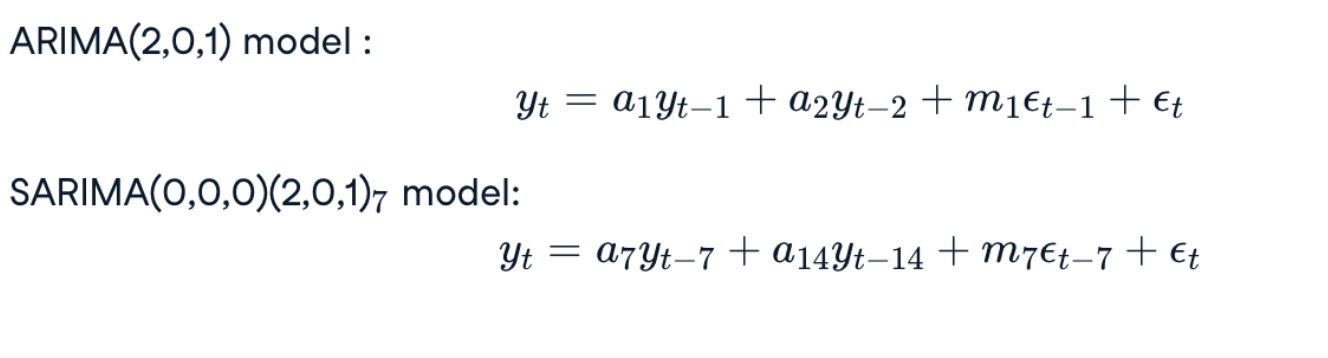 ARIMA(2,0,1) model :
yₜ = a₁yₜ₋₁ + a₂yₜ₋₂ + m₁ϵₜ₋₁ + ϵₜ
SARIMA(0,0,0)(2,0,1)₇ model:
yₜ = a₇yₜ₋₇ + a₁₄yₜ₋₁₄ + m₇ϵₜ₋₇ + ϵₜ